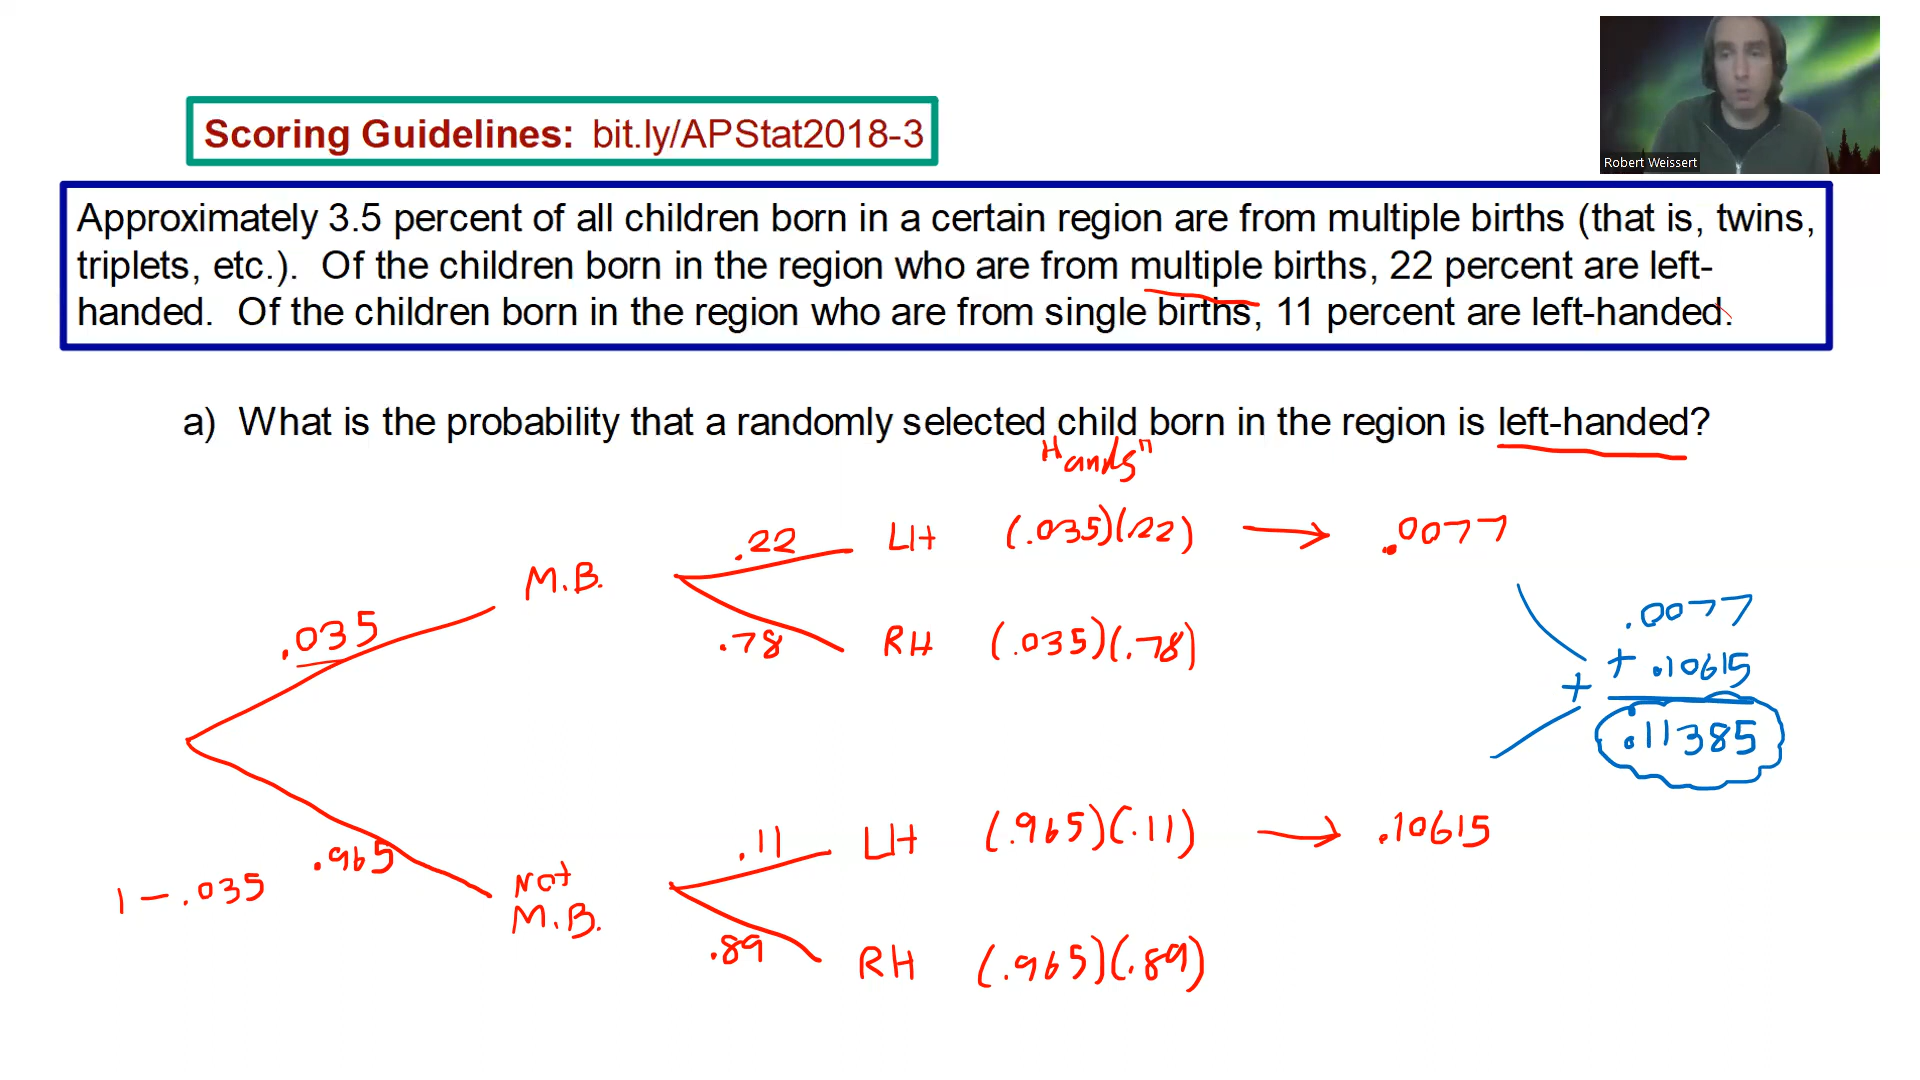 Robert Weissert
Scoring Guidelines: bit.ly/APStat2018-3
Approximately 3.5 percent of all children born in a certain region are from multiple births (that is, twins,
triplets, etc.). Of the children born in the region who are from multiple births, 22 percent are left-
handed. Of the children born in the region who are from single births, 11 percent are left-handed.
a) What is the probability that a randomly selected child born in the region is left-handed?
"Hands"
.22 LH (.035)(.22) → .0077
M.B.
.035
.78 RH (.035)(.78)
.0077
+ .10615
+
.11385
.11 LH (.965)(.11) → .10615
.965
1 - .035
Not
M.B.
.89 RH (.965)(.89)